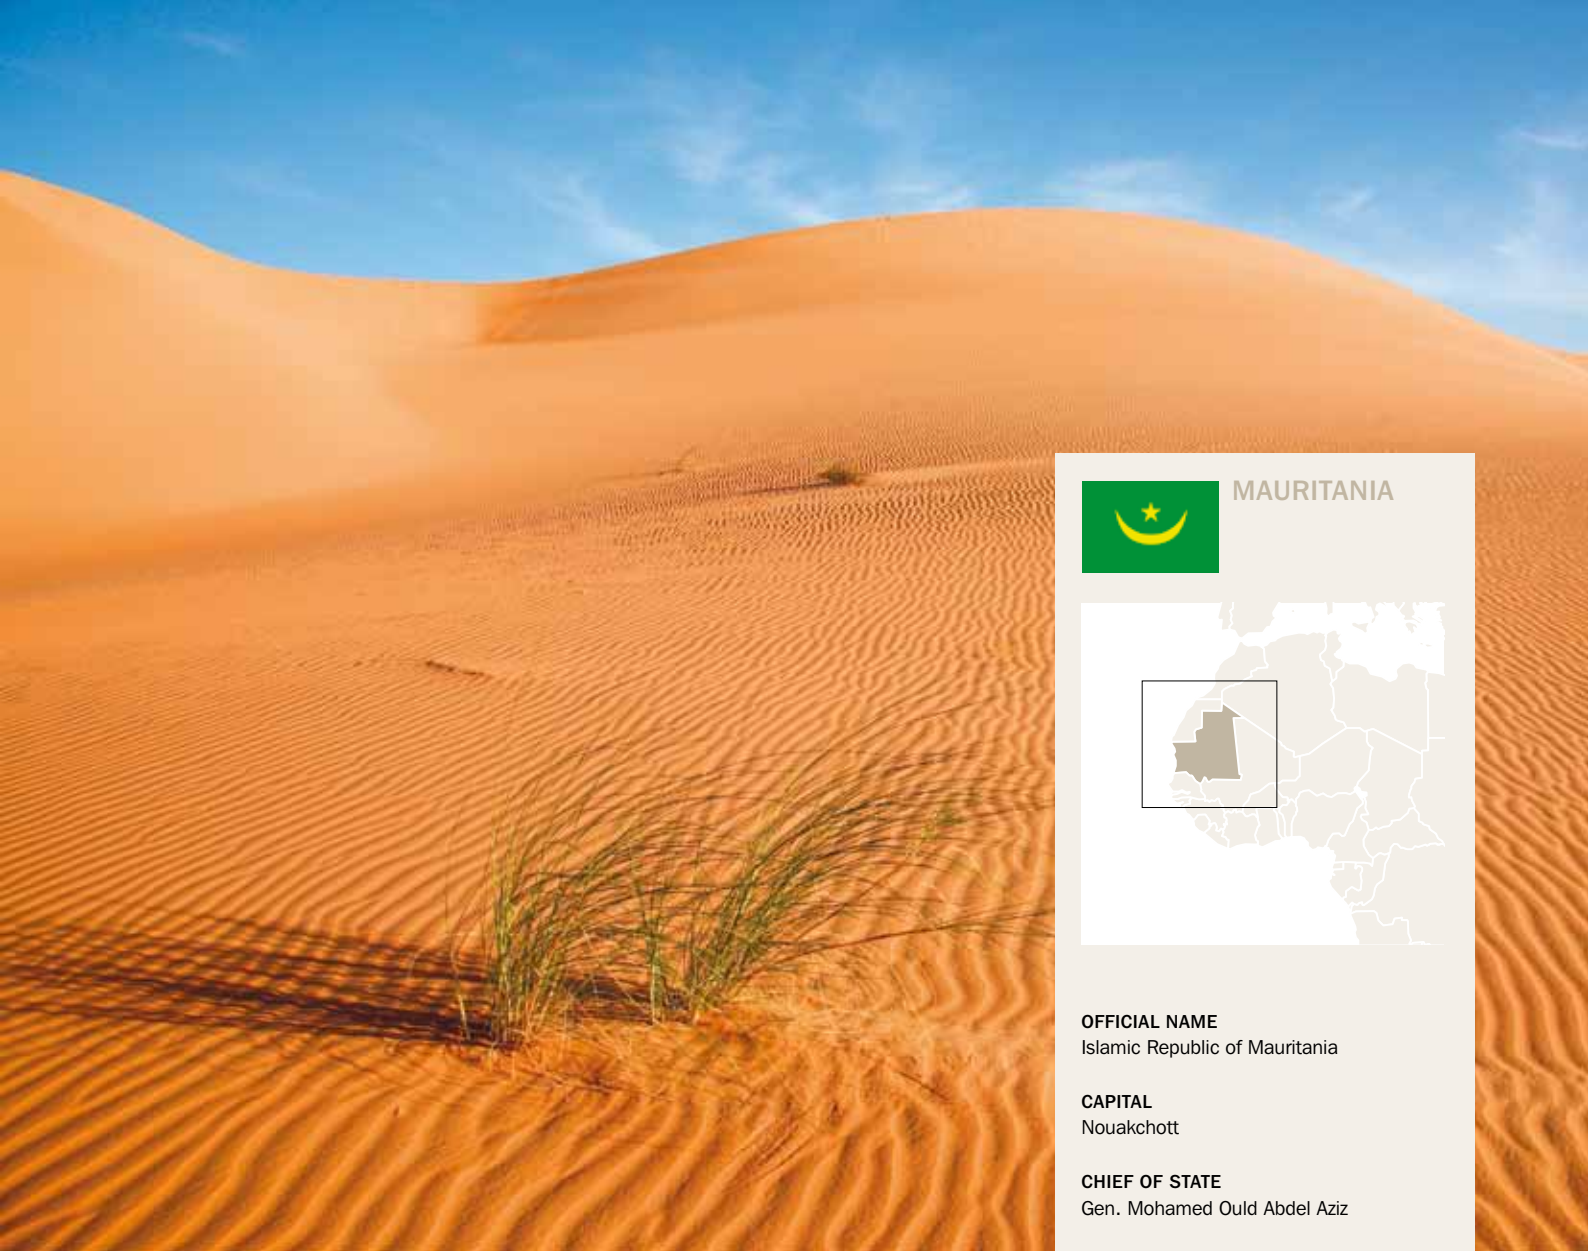 MAURITANIA
OFFICIAL NAME
Islamic Republic of Mauritania
CAPITAL
Nouakchott
CHIEF OF STATE
Gen. Mohamed Ould Abdel Aziz